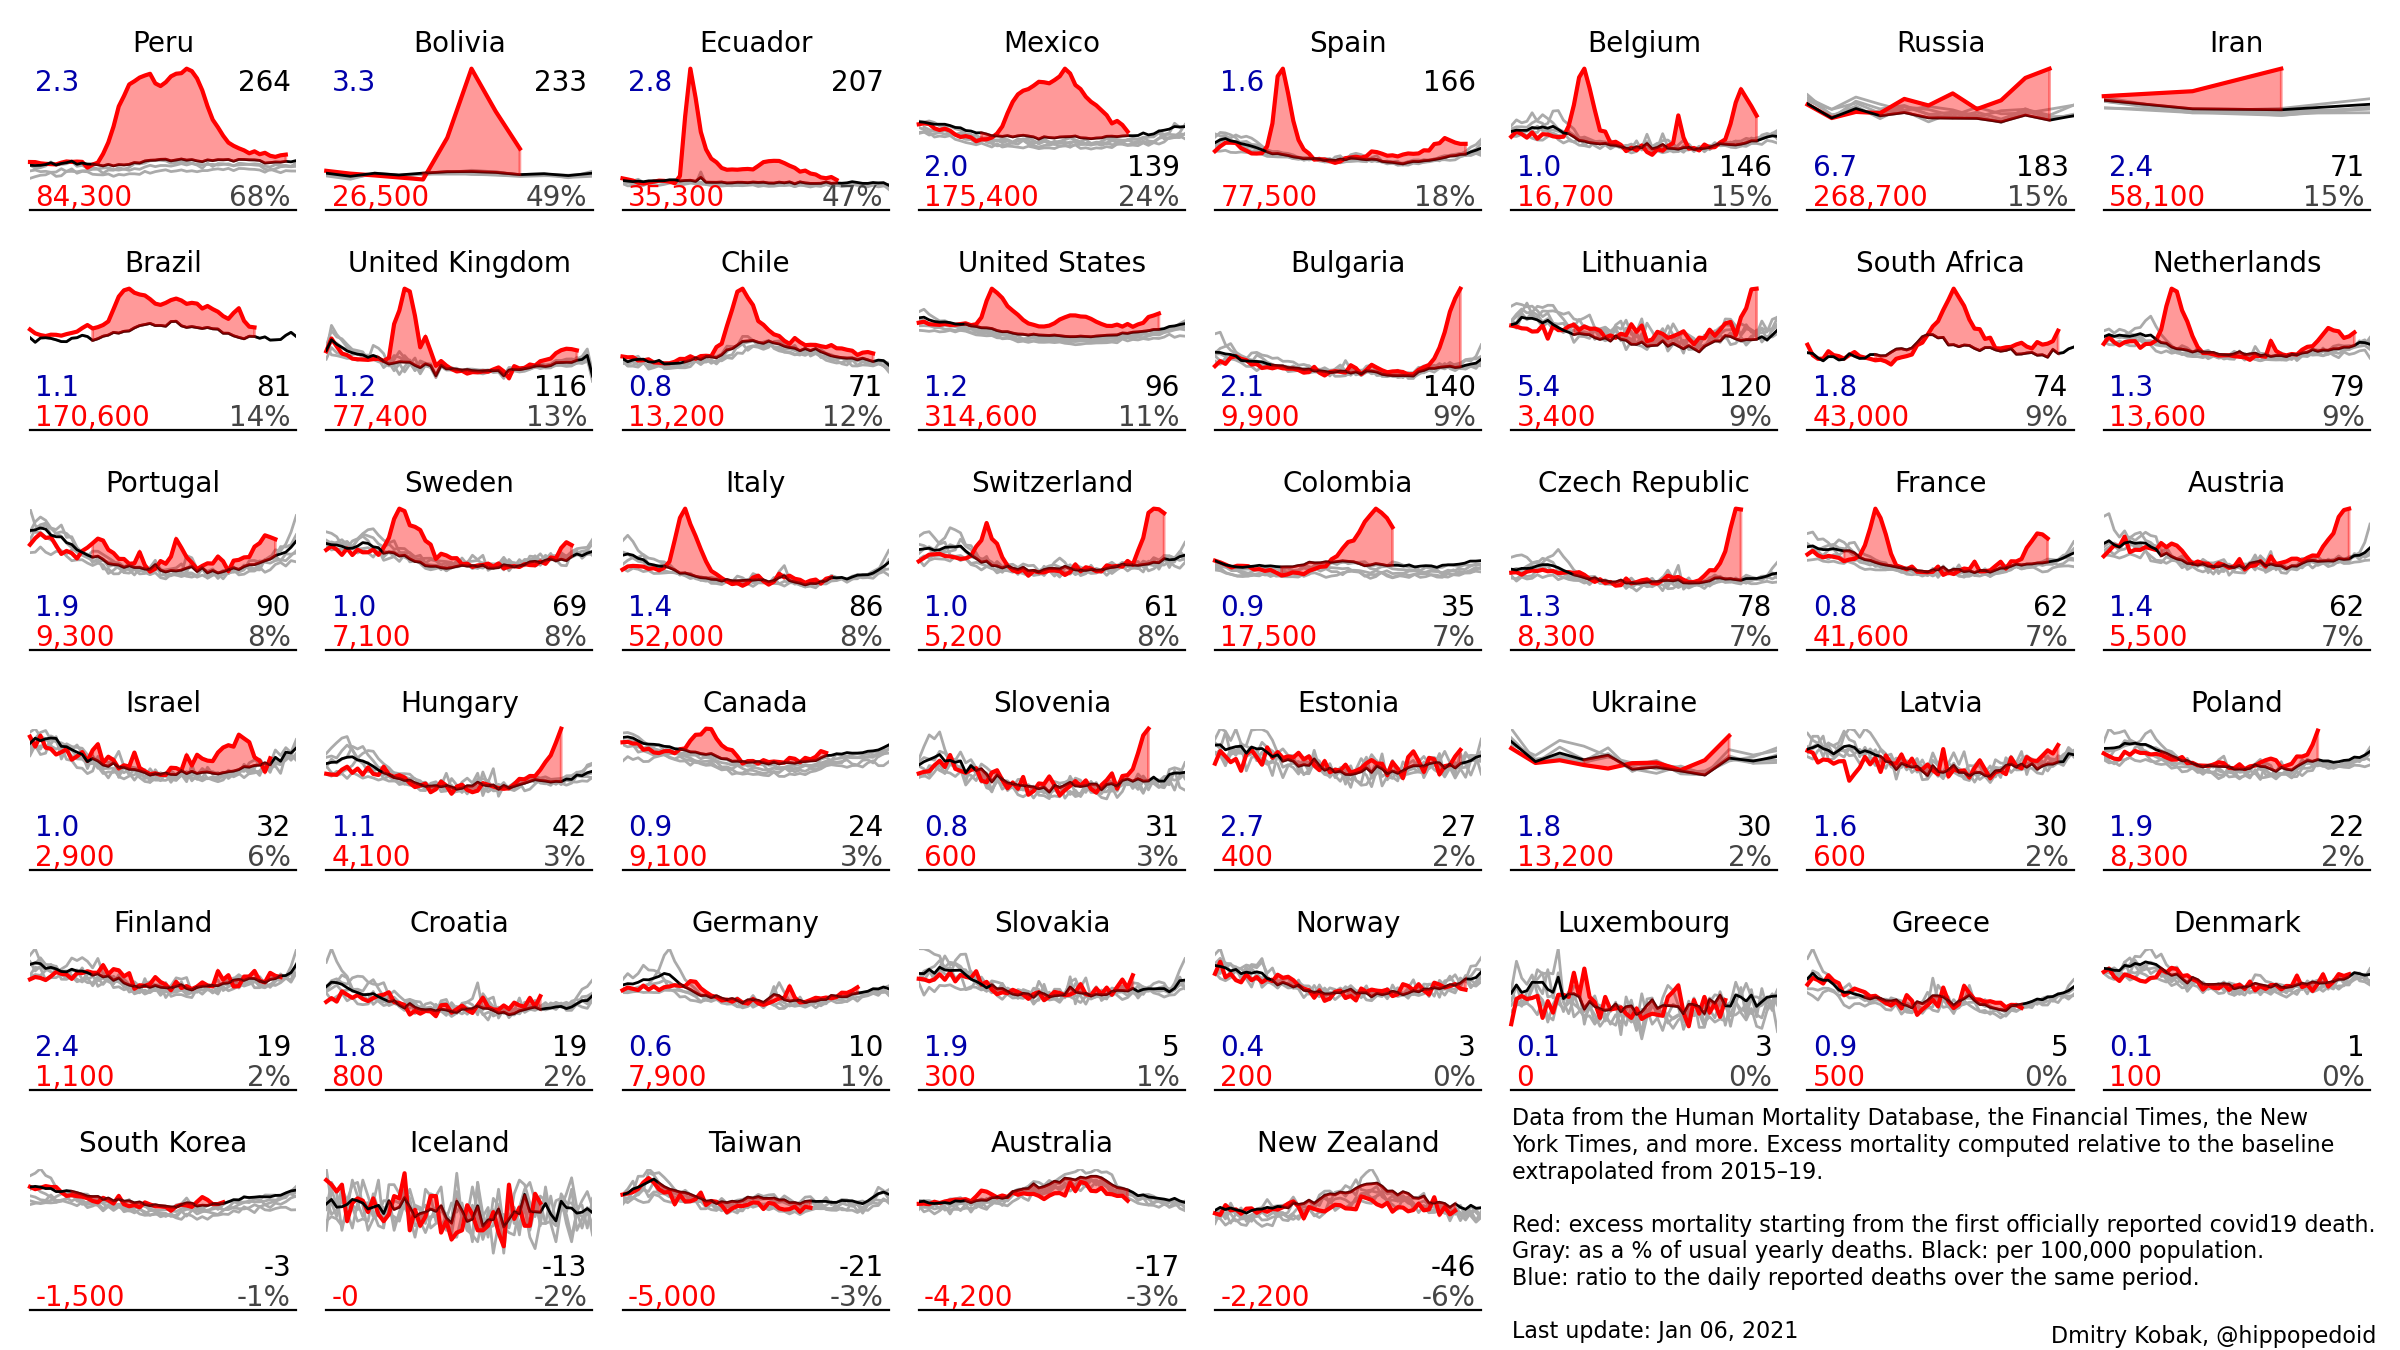 Peru
2.3 264
84,300 68%
Bolivia
3.3 233
26,500 49%
Ecuador
2.8 207
35,300 47%
Mexico
2.0 139
175,400 24%
Spain
1.6 166
77,500 18%
Belgium
1.0 146
16,700 15%
Russia
6.7 183
268,700 15%
Iran
2.4 71
58,100 15%
Brazil
1.1 81
170,600 14%
United Kingdom
1.2 116
77,400 13%
Chile
0.8 71
13,200 12%
United States
1.2 96
314,600 11%
Bulgaria
2.1 140
9,900 9%
Lithuania
5.4 120
3,400 9%
South Africa
1.8 74
43,000 9%
Netherlands
1.3 79
13,600 9%
Portugal
1.9 90
9,300 8%
Sweden
1.0 69
7,100 8%
Italy
1.4 86
52,000 8%
Switzerland
1.0 61
5,200 8%
Colombia
0.9 35
17,500 7%
Czech Republic
1.3 78
8,300 7%
France
0.8 62
41,600 7%
Austria
1.4 62
5,500 7%
Israel
1.0 32
2,900 6%
Hungary
1.1 42
4,100 3%
Canada
0.9 24
9,100 3%
Slovenia
0.8 31
600 3%
Estonia
2.7 27
400 2%
Ukraine
1.8 30
13,200 2%
Latvia
1.6 30
600 2%
Poland
1.9 22
8,300 2%
Finland
2.4 19
1,100 2%
Croatia
1.8 19
800 2%
Germany
0.6 10
7,900 1%
Slovakia
1.9 5
300 1%
Norway
0.4 3
200 0%
Luxembourg
0.1 3
0 0%
Greece
0.9 5
500 0%
Denmark
0.1 1
100 0%
South Korea
-3
-1,500 -1%
Iceland
-13
-0 -2%
Taiwan
-21
-5,000 -3%
Australia
-17
-4,200 -3%
New Zealand
-46
-2,200 -6%
Data from the Human Mortality Database, the Financial Times, the New
York Times, and more. Excess mortality computed relative to the baseline
extrapolated from 2015–19.
Red: excess mortality starting from the first officially reported covid19 death.
Gray: as a % of usual yearly deaths. Black: per 100,000 population.
Blue: ratio to the daily reported deaths over the same period.
Last update: Jan 06, 2021
Dmitry Kobak, @hippopedoid